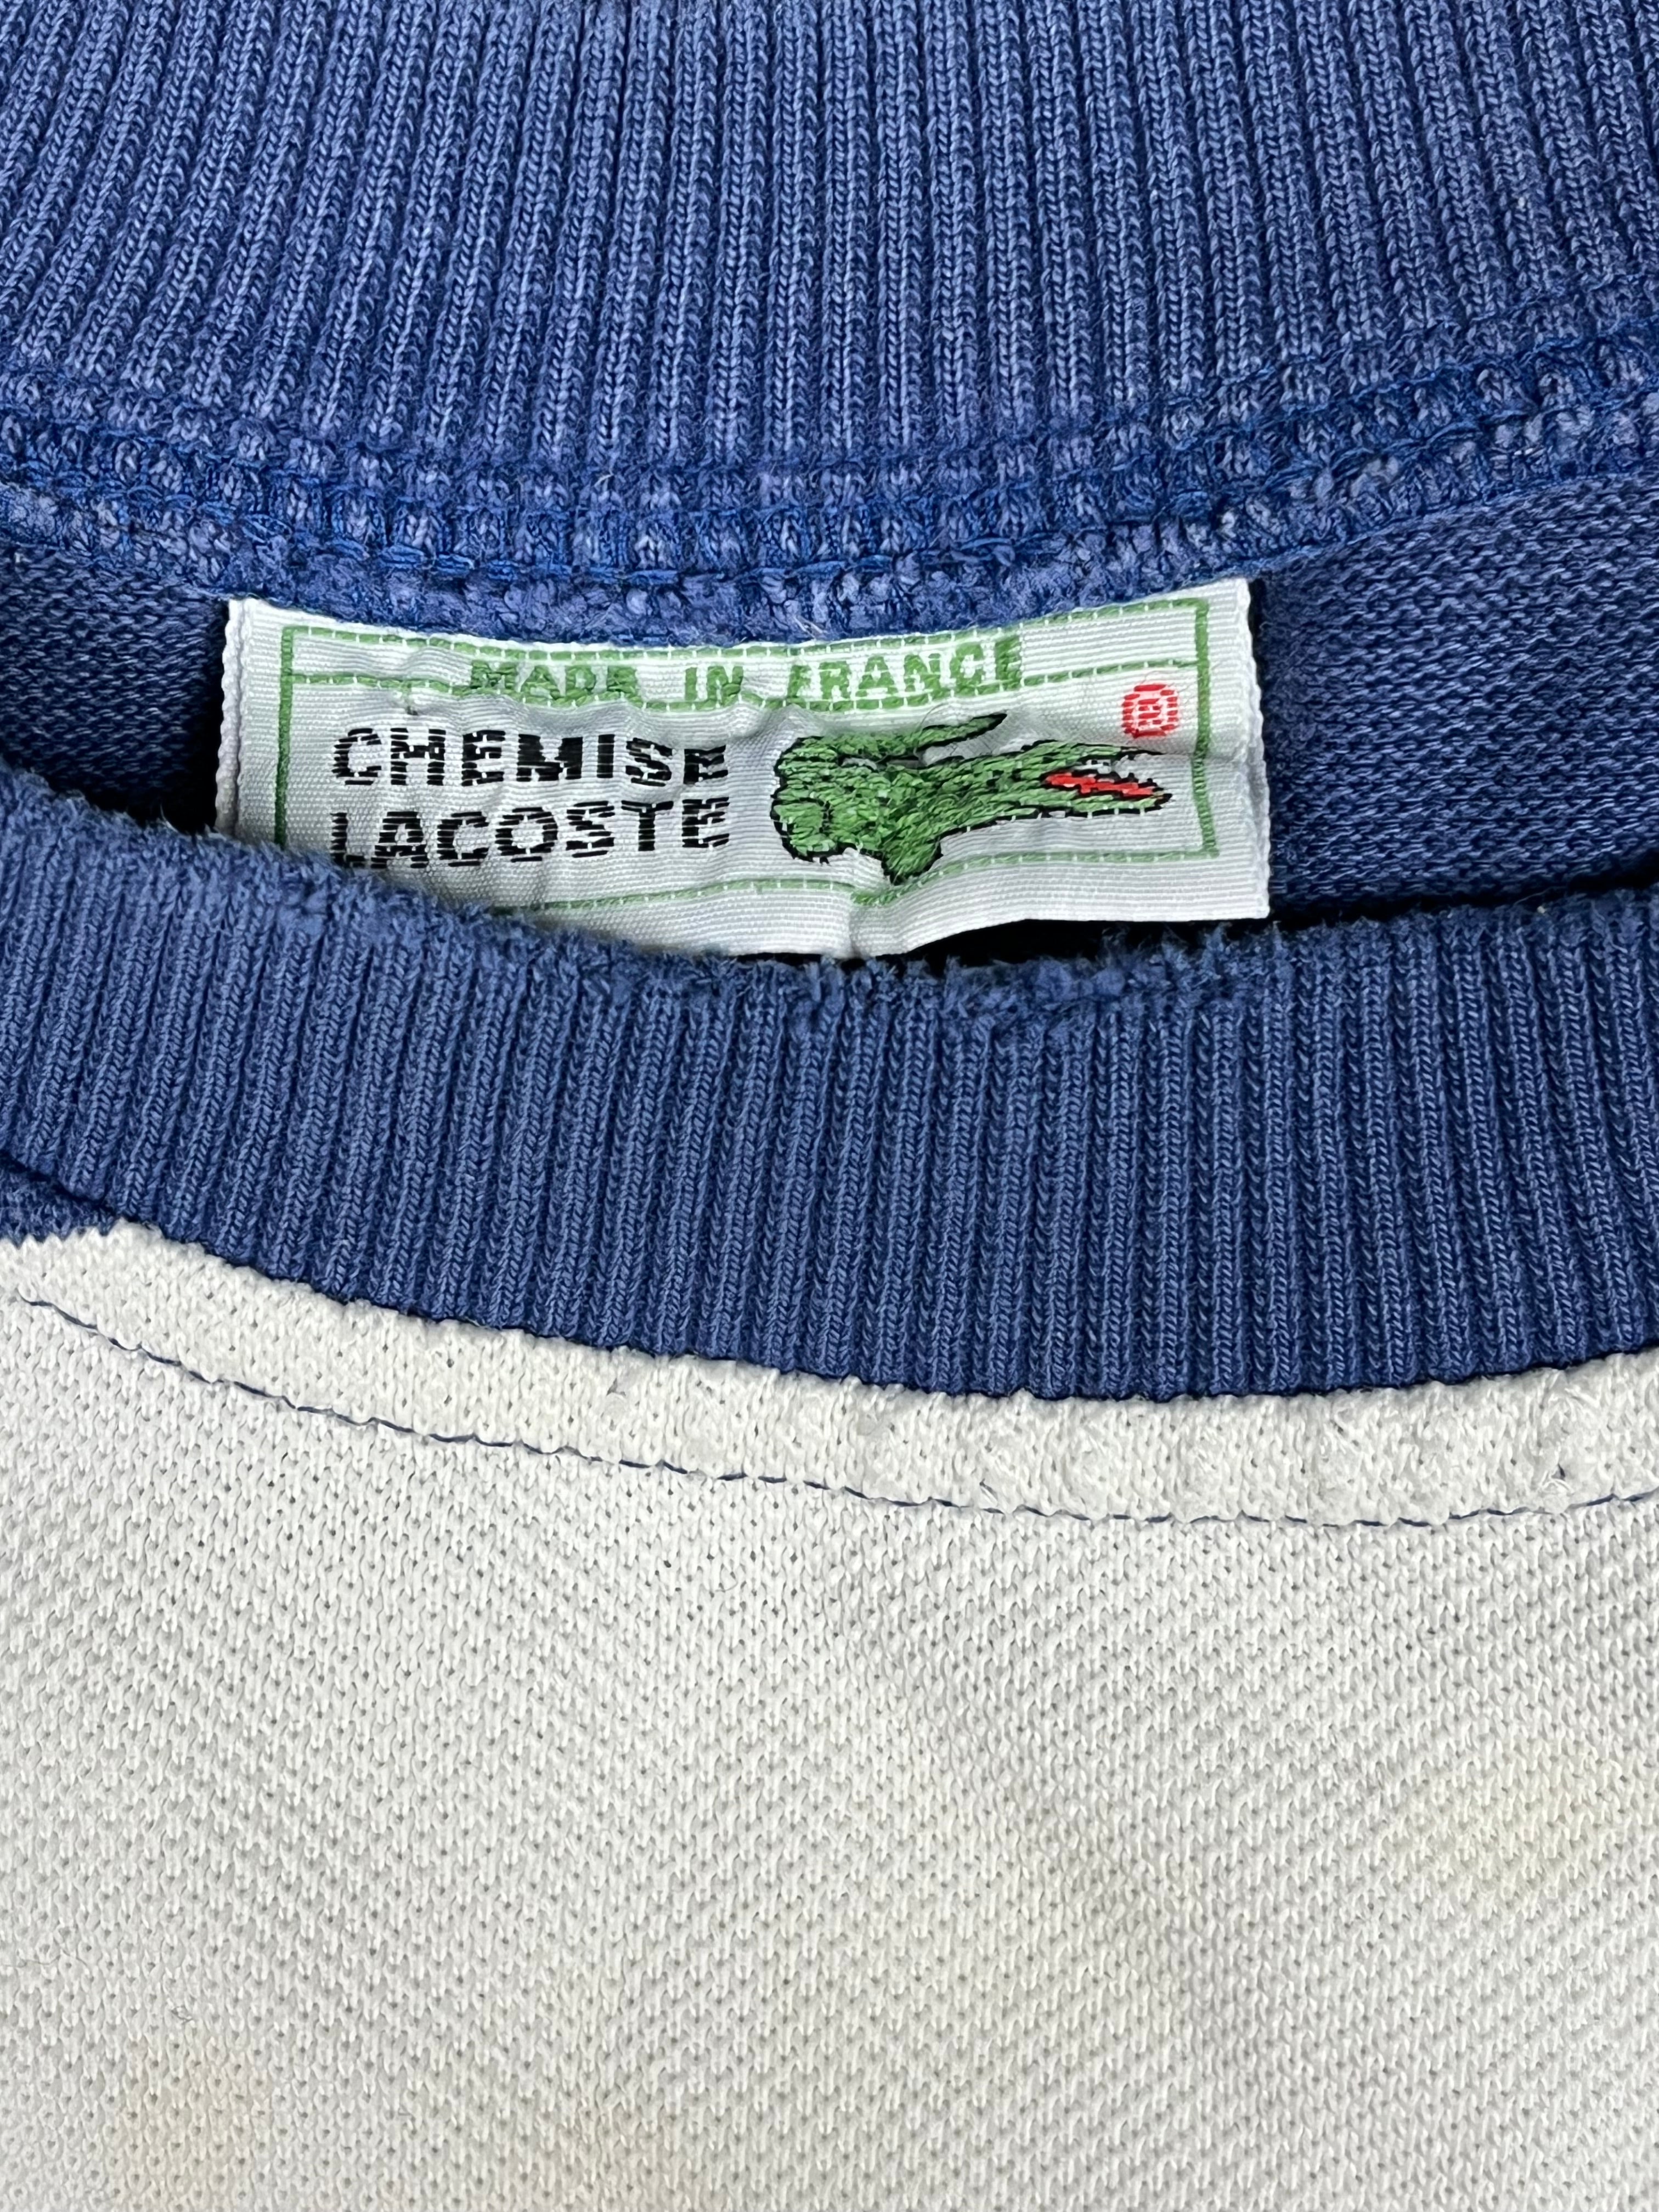 MADE IN FRANCE
CHEMISE
LACOSTE
®